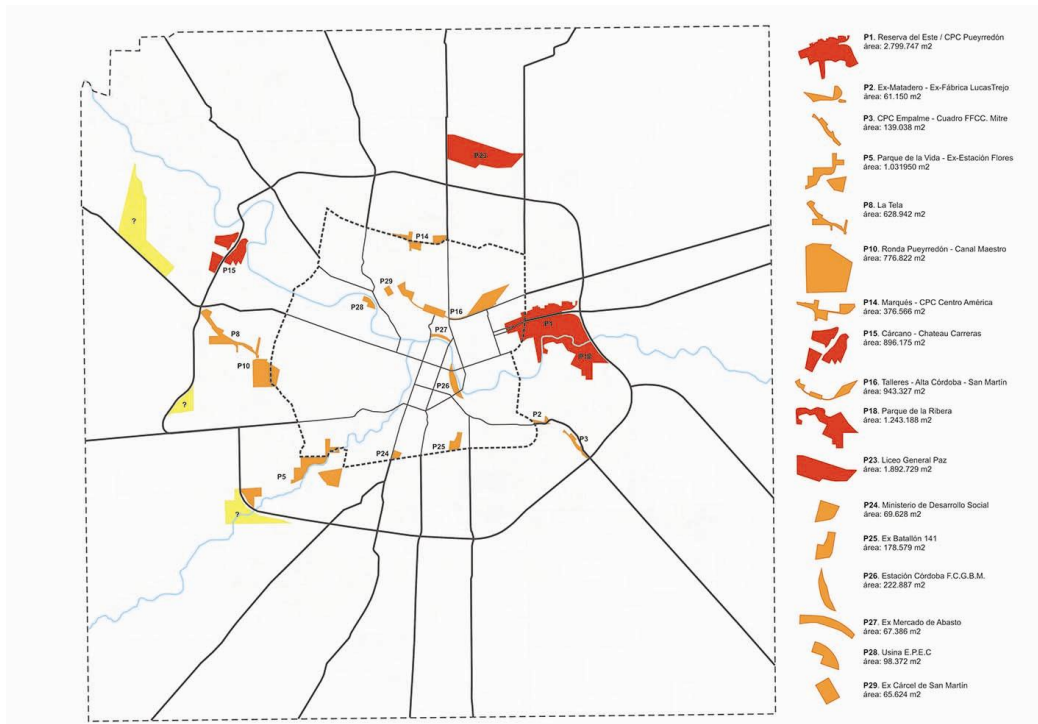 P23
?
P14
P15
P29
P28
P16
P1
P27
P8
P18
P10
P26
?
P2
P3
P25
P24
P5
?
P1. Reserva del Este / CPC Pueyrredón
área: 2.799.747 m2
P2. Ex-Matadero - Ex-Fábrica LucasTrejo
área: 61.150 m2
P3. CPC Empalme - Cuadro FFCC. Mitre
área: 139.038 m2
P5. Parque de la Vida - Ex-Estación Flores
área: 1.031950 m2
P8. La Tela
área: 628.942 m2
P10. Ronda Pueyrredón - Canal Maestro
área: 776.822 m2
P14. Marqués - CPC Centro América
área: 376.566 m2
P15. Cárcano - Chateau Carreras
área: 896.175 m2
P16. Talleres - Alta Córdoba - San Martín
área: 943.327 m2
P18. Parque de la Ribera
área: 1.243.188 m2
P23. Liceo General Paz
área: 1.892.729 m2
P24. Ministerio de Desarrollo Social
área: 69.628 m2
P25. Ex Batallón 141
área: 178.579 m2
P26. Estación Córdoba F.C.G.B.M.
área: 222.887 m2
P27. Ex Mercado de Abasto
área: 67.386 m2
P28. Usina E.P.E.C
área: 98.372 m2
P29. Ex Cárcel de San Martín
área: 65.624 m2